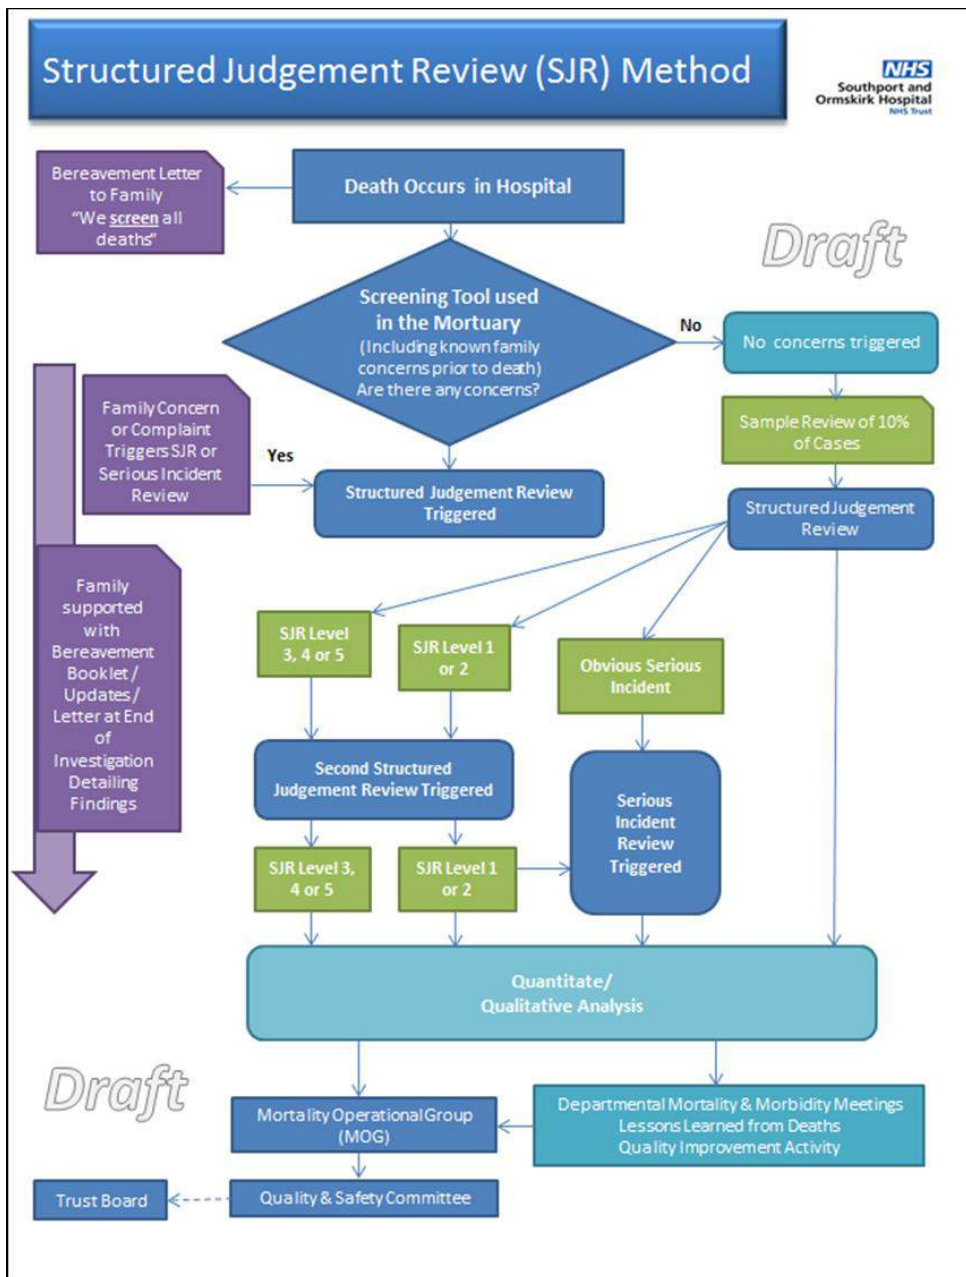 Structured Judgement Review (SJR) Method
NHS
Southport and
Ormskirk Hospital
NHS Trust
Bereavement Letter
to Family
“We screen all
deaths”
Death Occurs in Hospital
Draft
Screening Tool used
in the Mortuary
(Including known family
concerns prior to death)
Are there any concerns?
No
No concerns triggered
Family Concern
or Complaint
Triggers SJR or
Serious Incident
Review
Yes
Sample Review of 10%
of Cases
Structured Judgement Review
Triggered
Structured Judgement
Review
Family
supported
with
Bereavement
Booklet /
Updates /
Letter at End
of
Investigation
Detailing
Findings
SJR Level
3, 4 or 5
SJR Level 1
or 2
Obvious Serious
Incident
Second Structured
Judgement Review Triggered
Serious
Incident
Review
Triggered
SJR Level 3,
4 or 5
SJR Level 1
or 2
Quantitate/
Qualitative Analysis
Draft
Mortality Operational Group
(MOG)
Departmental Mortality & Morbidity Meetings
Lessons Learned from Deaths
Quality Improvement Activity
Trust Board
Quality & Safety Committee